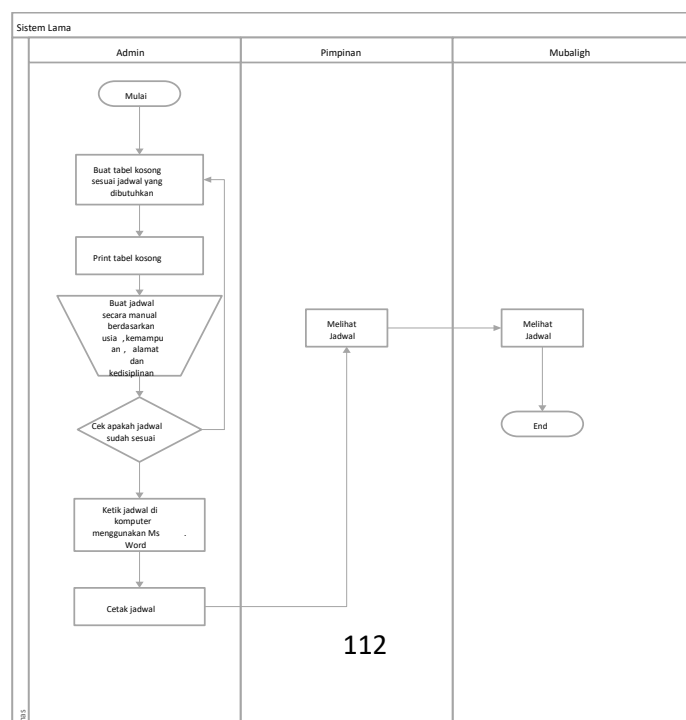 Sistem Lama
Admin
Pimpinan
Mubaligh
Mulai
Buat tabel kosong
sesuai jadwal yang
dibutuhkan
Print tabel kosong
Buat jadwal
secara manual
berdasarkan
usia ,kemampu
an , alamat
dan
kedisiplinan
Cek apakah jadwal
sudah sesuai
Ketik jadwal di
komputer
menggunakan Ms .
Word
Cetak jadwal
Melihat
Jadwal
Melihat
Jadwal
End
112